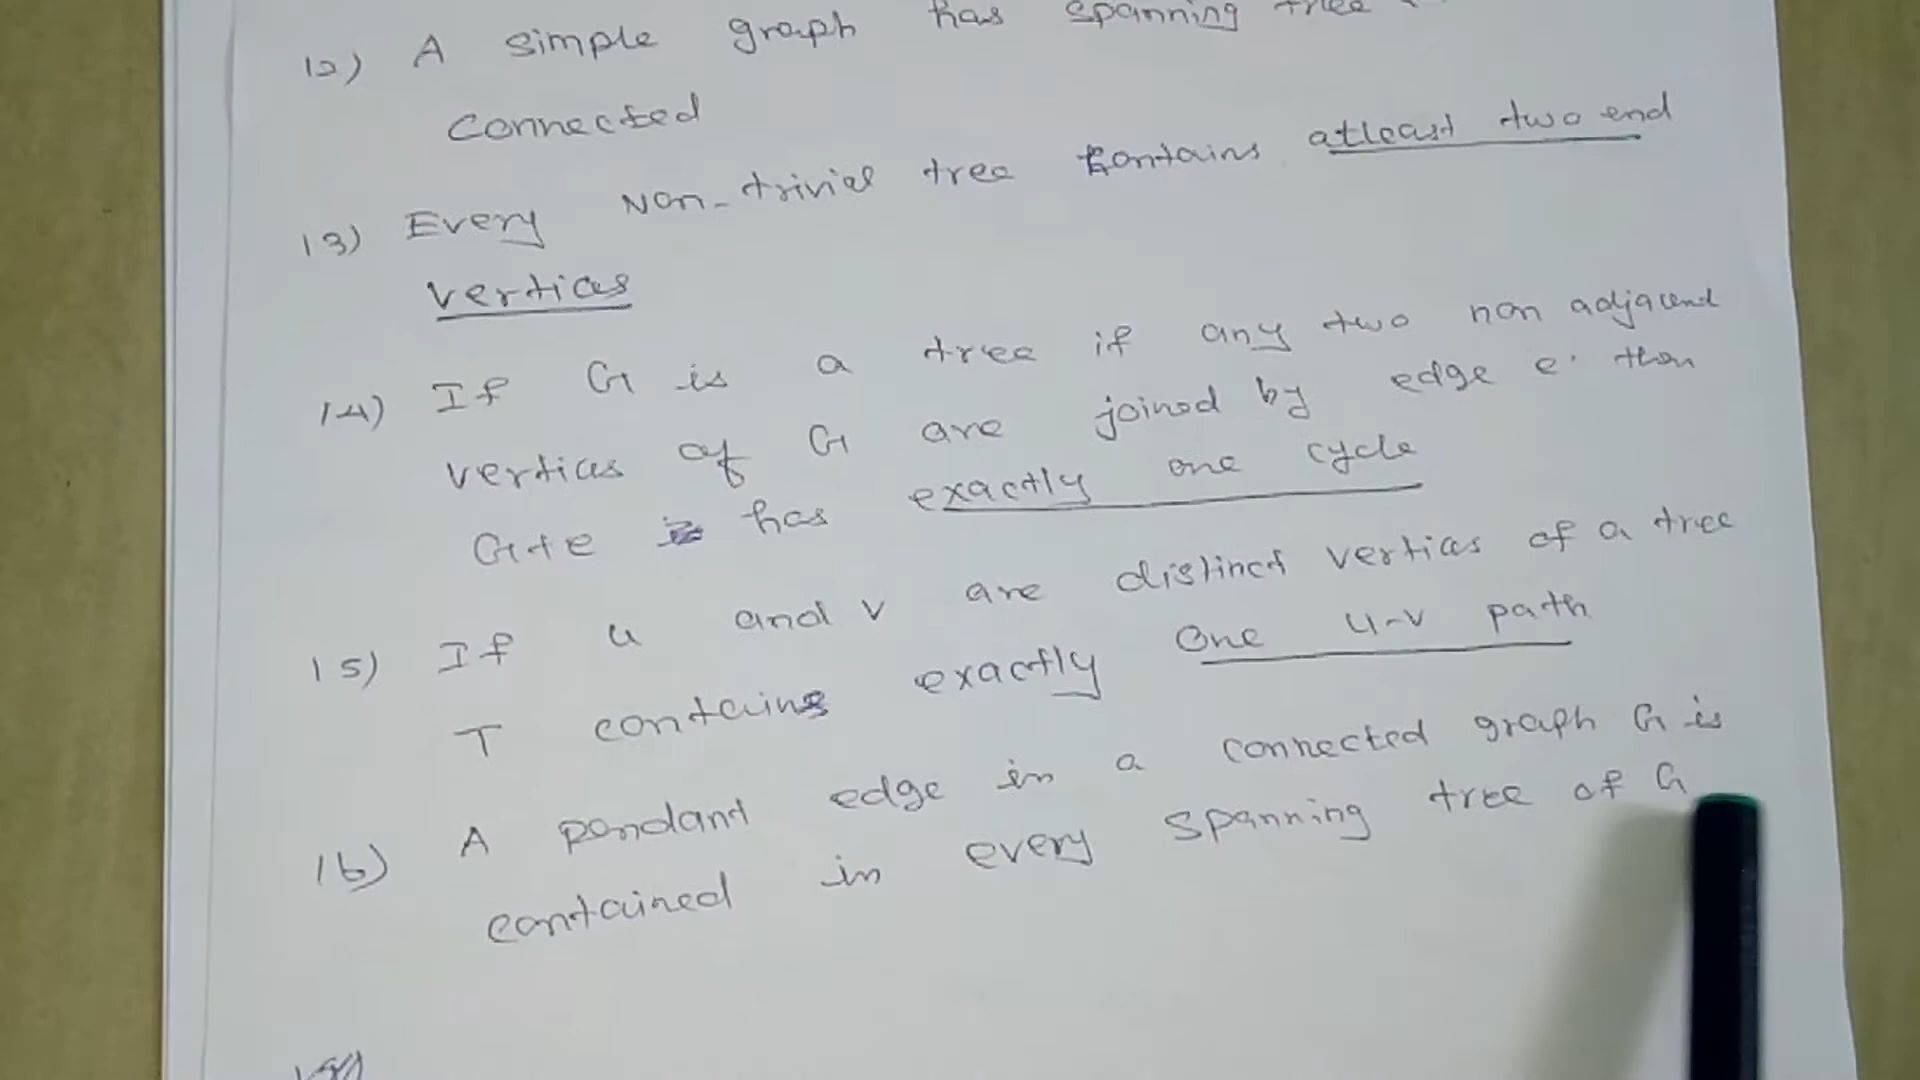 12) A simple graph has spanning tree
connected
13) Every Non-trivial tree contains atleast two end
vertices
14) If G is a tree if any two non adjacend
vertices of G are joined by edge e. then
G+e has exactly one cycle
15) If u and v are distinct vertices of a tree
T contains exactly one u-v path
16) A pendant edge in a connected graph G is
contained in every spanning tree of G